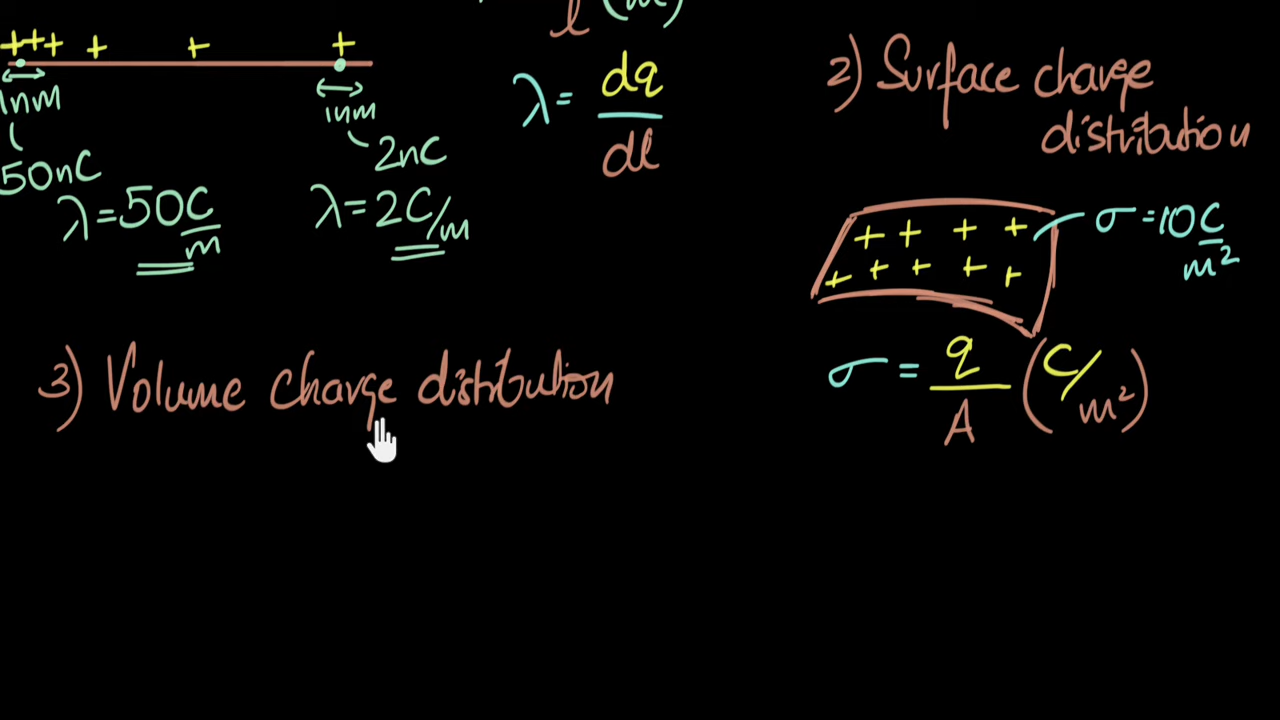 +++ + + +
1nm
1nm
50nC
2nC
λ = 50 C/m
λ = 2 C/m
l (m)
λ = dq/dl
2) Surface charge
distribution
+ + + +
+ + + + +
σ = 10 C/m²
σ = q/A (C/m²)
3) Volume charge distribution